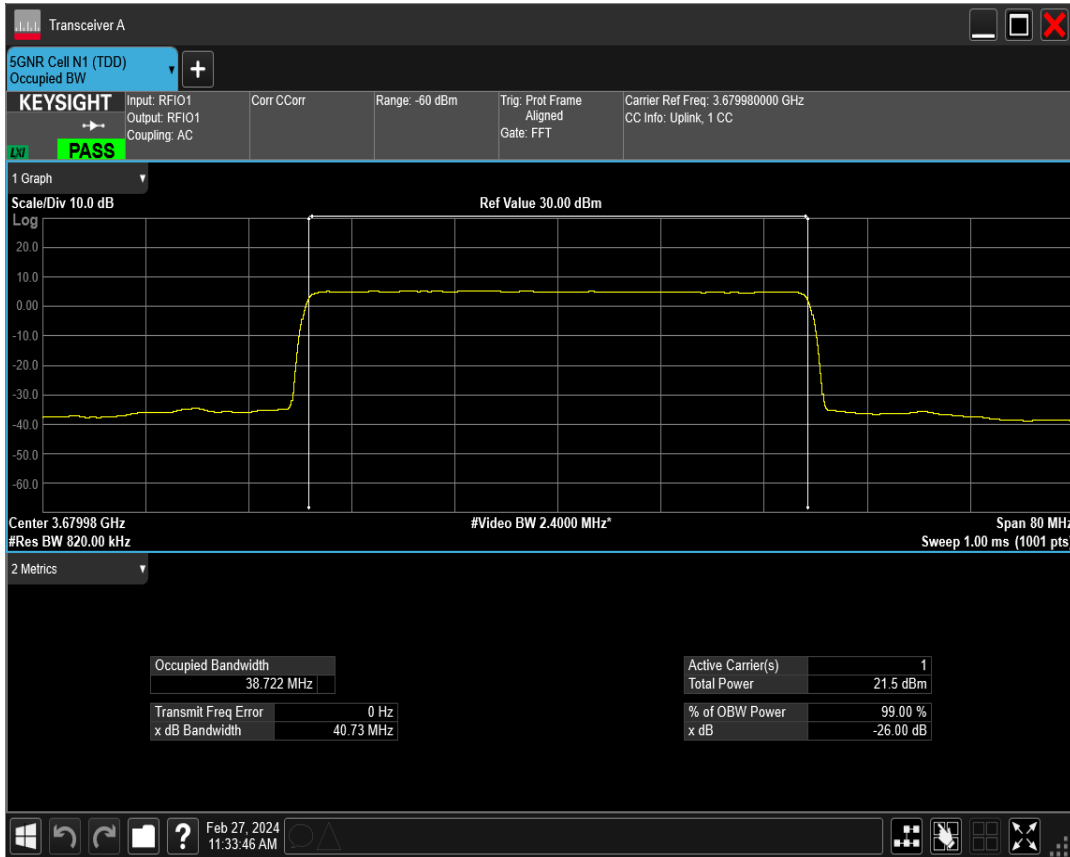 Transceiver A
5GNR Cell N1 (TDD)
Occupied BW
+
KEYSIGHT
LXI
PASS
Input: RFIO1
Output: RFIO1
Coupling: AC
Corr CCorr
Range: -60 dBm
Trig: Prot Frame
Aligned
Gate: FFT
Carrier Ref Freq: 3.679980000 GHz
CC Info: Uplink, 1 CC
1 Graph
Scale/Div 10.0 dB
Ref Value 30.00 dBm
Log
20.0
10.0
0.00
-10.0
-20.0
-30.0
-40.0
-50.0
-60.0
Center 3.67998 GHz
#Video BW 2.4000 MHz*
Span 80 MHz
#Res BW 820.00 kHz
Sweep 1.00 ms (1001 pts)
2 Metrics
Occupied Bandwidth
38.722 MHz
Transmit Freq Error 0 Hz
x dB Bandwidth 40.73 MHz
Active Carrier(s) 1
Total Power 21.5 dBm
% of OBW Power 99.00 %
x dB -26.00 dB
?
Feb 27, 2024
11:33:46 AM